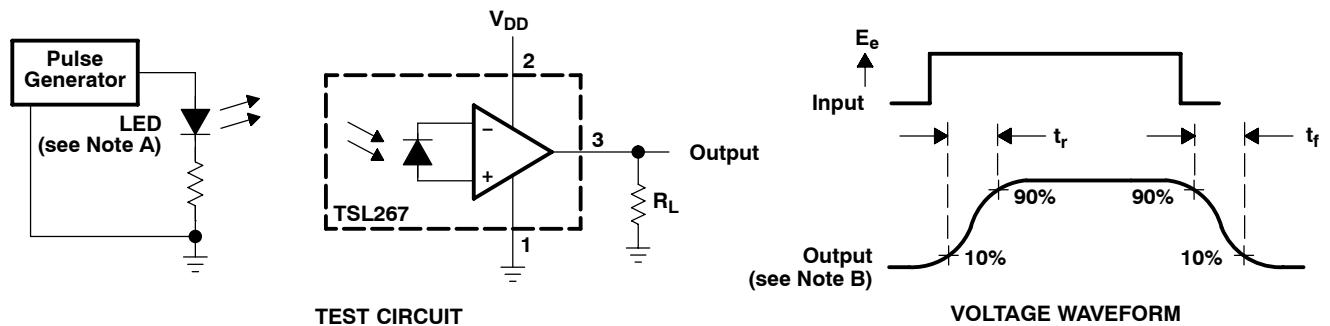 Pulse
Generator
LED
(see Note A)
VDD
2
−
+
3
TSL267
1
Output
RL
TEST CIRCUIT
Ee
Input
tr
tf
90%
90%
10%
10%
Output
(see Note B)
VOLTAGE WAVEFORM